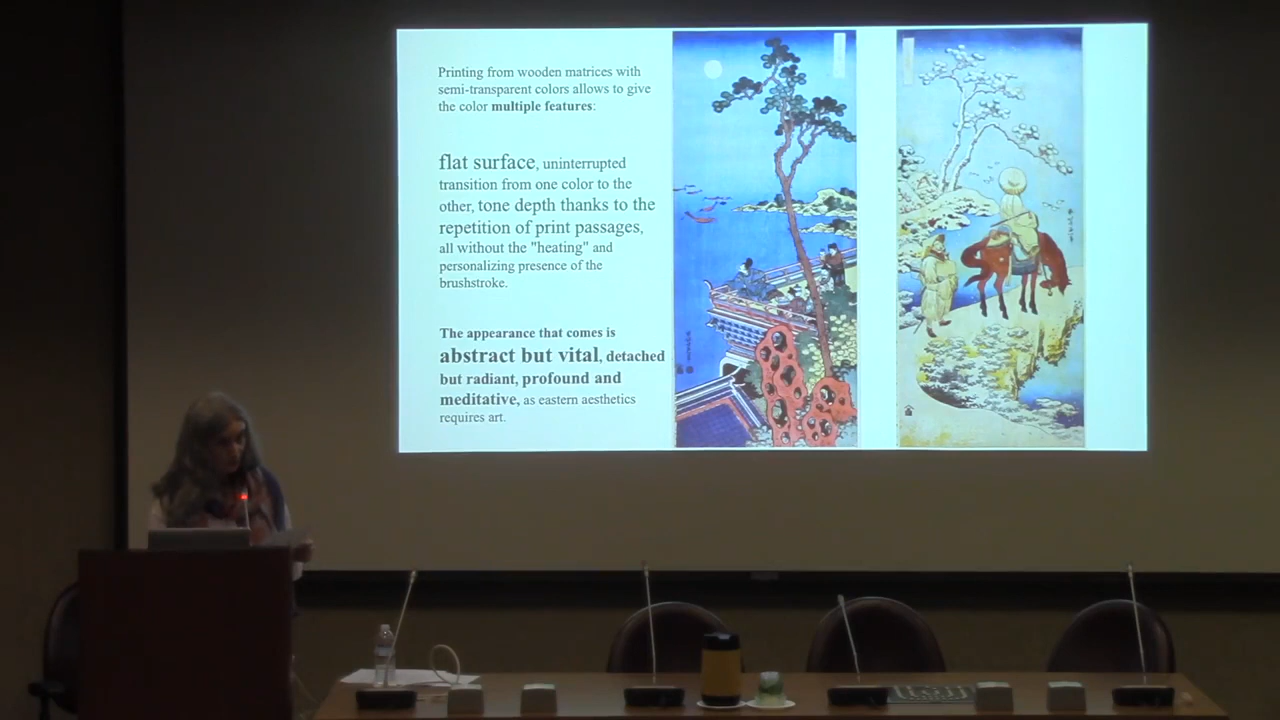 Printing from wooden matrices with
semi-transparent colors allows to give
the color multiple features:
flat surface, uninterrupted
transition from one color to the
other, tone depth thanks to the
repetition of print passages,
all without the "heating" and
personalizing presence of the
brushstroke.
The appearance that comes is
abstract but vital, detached
but radiant, profound and
meditative, as eastern aesthetics
requires art.